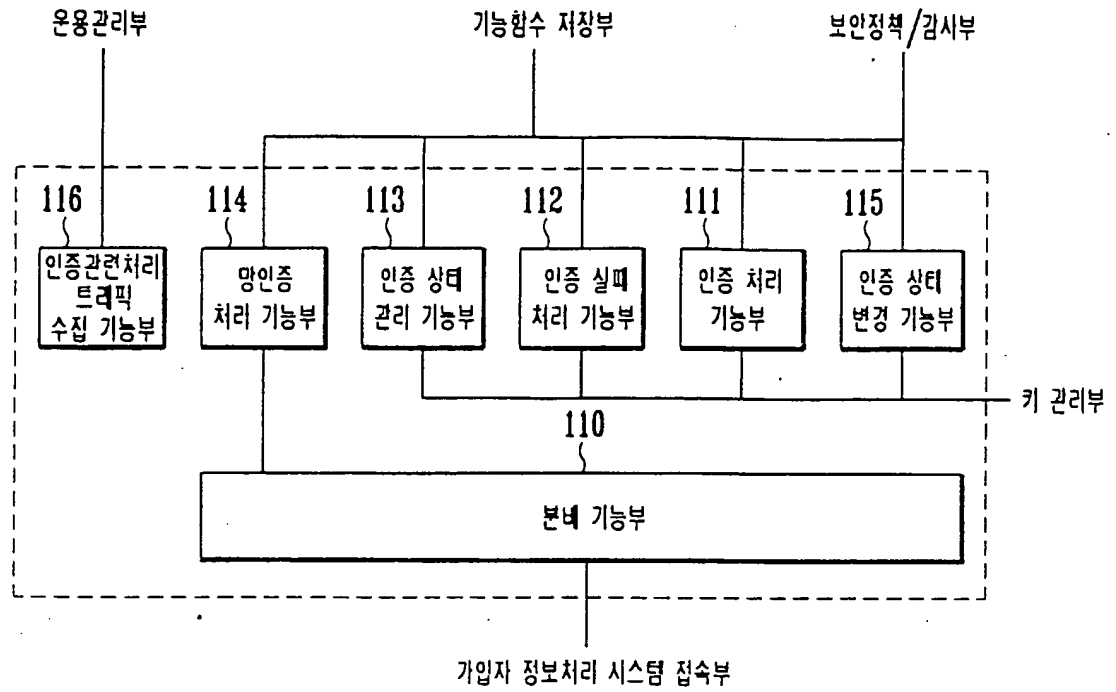 운용관리부
기능함수 저장부
보안정책/감사부
116
114
113
112
111
115
인증관련처리
트래픽
수집 기능부
망인증
처리 기능부
인증 상태
관리 기능부
인증 실패
처리 기능부
인증 처리
기능부
인증 상태
변경 기능부
키 관리부
110
분배 기능부
가입자 정보처리 시스템 접속부